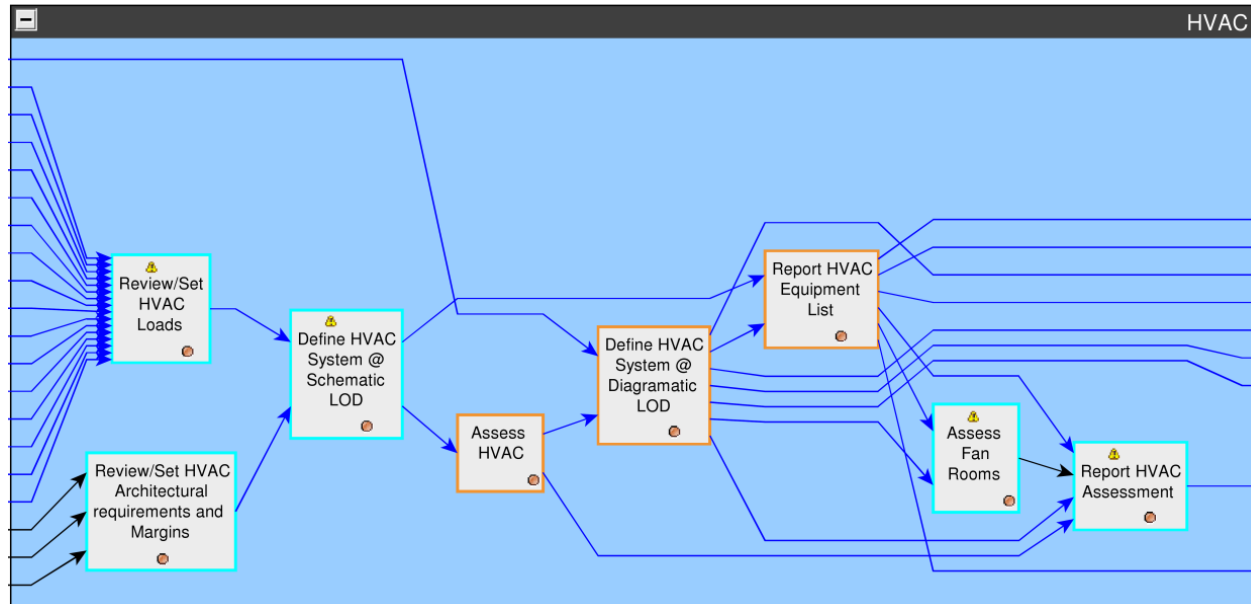 HVAC
Review/Set
HVAC
Loads
Define HVAC
System @
Schematic
LOD
Review/Set HVAC
Architectural
requirements and
Margins
Assess
HVAC
Define HVAC
System @
Diagramatic
LOD
Report HVAC
Equipment
List
Assess
Fan
Rooms
Report HVAC
Assessment